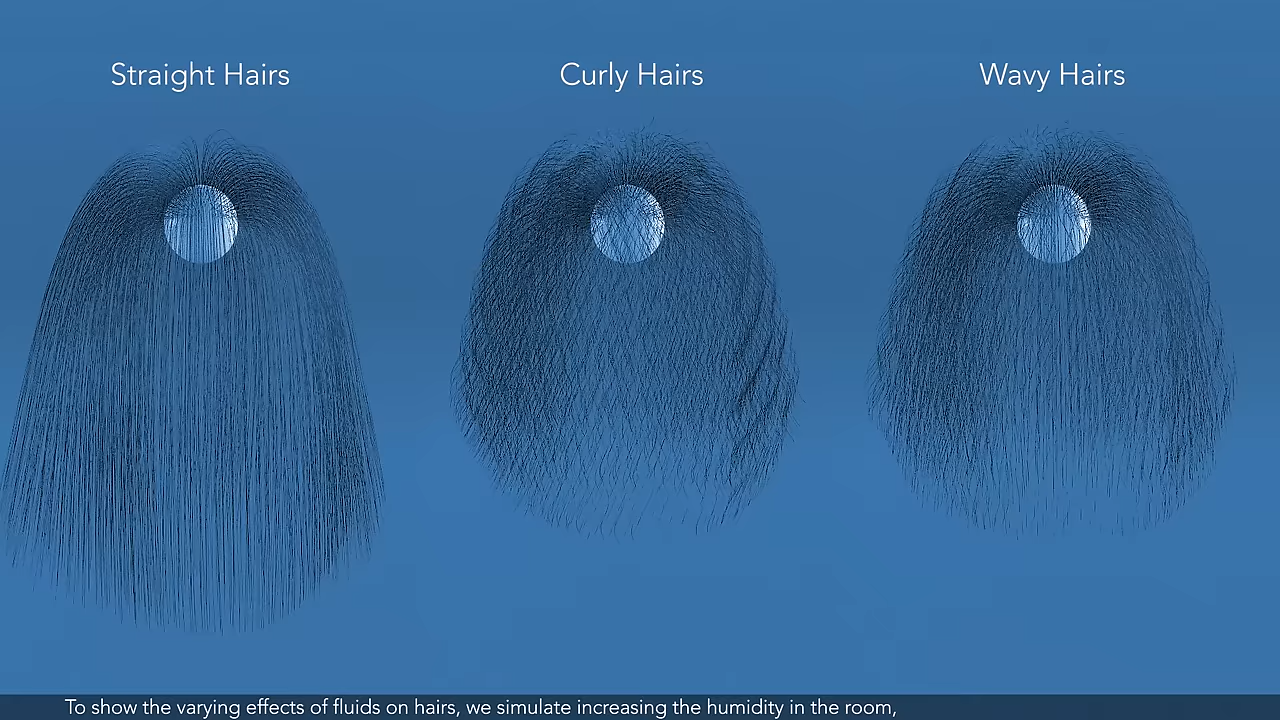 Straight Hairs
Curly Hairs
Wavy Hairs
To show the varying effects of fluids on hairs, we simulate increasing the humidity in the room,